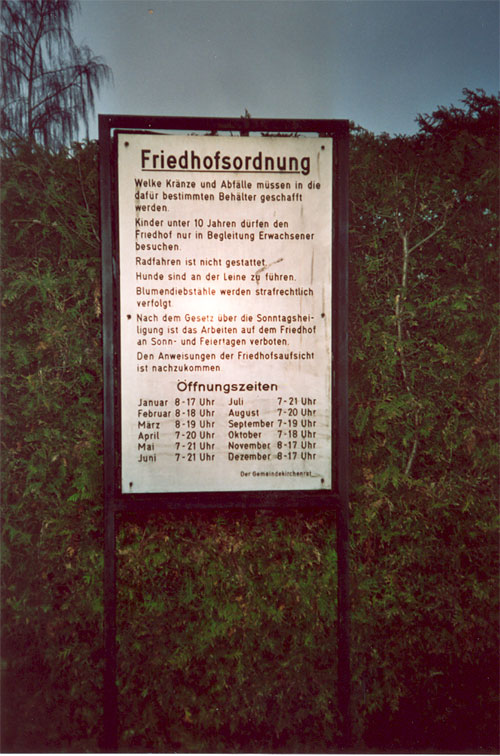 Friedhofsordnung
Welke Kränze und Abfälle müssen in die
dafür bestimmten Behälter geschafft
werden.
Kinder unter 10 Jahren dürfen den
Friedhof nur in Begleitung Erwachsener
besuchen.
Radfahren ist nicht gestattet.
Hunde sind an der Leine zu führen.
Blumendiebstähle werden strafrechtlich
verfolgt.
Nach dem Gesetz über die Sonntagshei-
ligung ist das Arbeiten auf dem Friedhof
an Sonn- und Feiertagen verboten.
Den Anweisungen der Friedhofsaufsicht
ist nachzukommen.
Öffnungszeiten
Januar 8-17 Uhr Juli 7-21 Uhr
Februar 8-18 Uhr August 7-20 Uhr
März 8-19 Uhr September 7-19 Uhr
April 7-20 Uhr Oktober 7-18 Uhr
Mai 7-21 Uhr November 8-17 Uhr
Juni 7-21 Uhr Dezember 8-17 Uhr
Der Gemeindekirchenrat